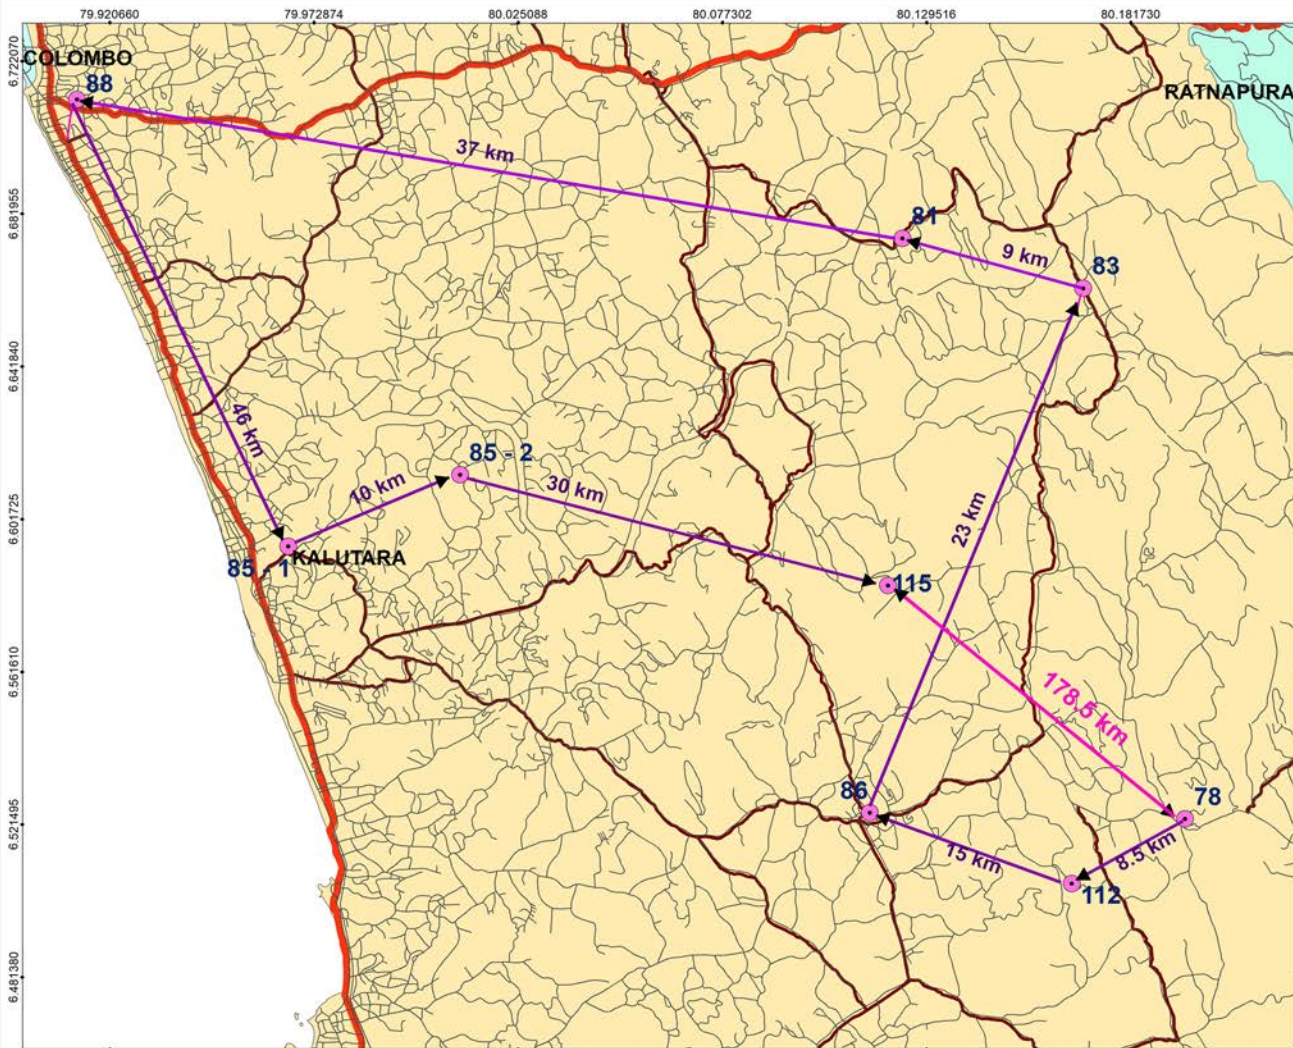 79.920660
79.972874
80.025088
80.077302
80.129516
80.181730
6.722070
6.681955
6.641840
6.601725
6.561610
6.521495
6.481380
COLOMBO
88
RATNAPURA
37 km
81
9 km
83
46 km
85 - 2
10 km
30 km
23 km
KALUTARA
85 - 1
115
178.5 km
86
78
15 km
8.5 km
112